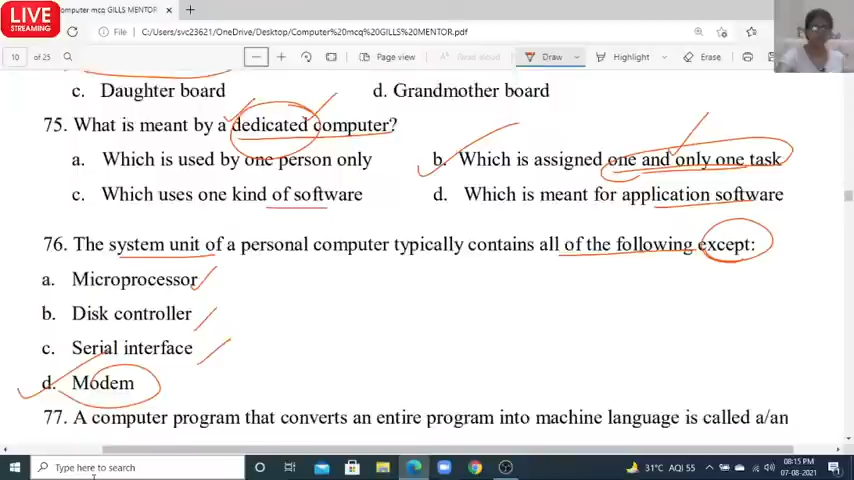 LIVE
STREAMING
Computer mcq GILLS MENTOR
File | C:/Users/svc23621/OneDrive/Desktop/Computer%20mcq%20GILLS%20MENTOR.pdf
10 of 25 Page view Read aloud Draw Highlight Erase
c. Daughter board d. Grandmother board
75. What is meant by a dedicated computer?
a. Which is used by one person only b. Which is assigned one and only one task
c. Which uses one kind of software d. Which is meant for application software
76. The system unit of a personal computer typically contains all of the following except:
a. Microprocessor
b. Disk controller
c. Serial interface
d. Modem
77. A computer program that converts an entire program into machine language is called a/an
Type here to search 31°C AQI 55 08:15 PM
07-08-2021